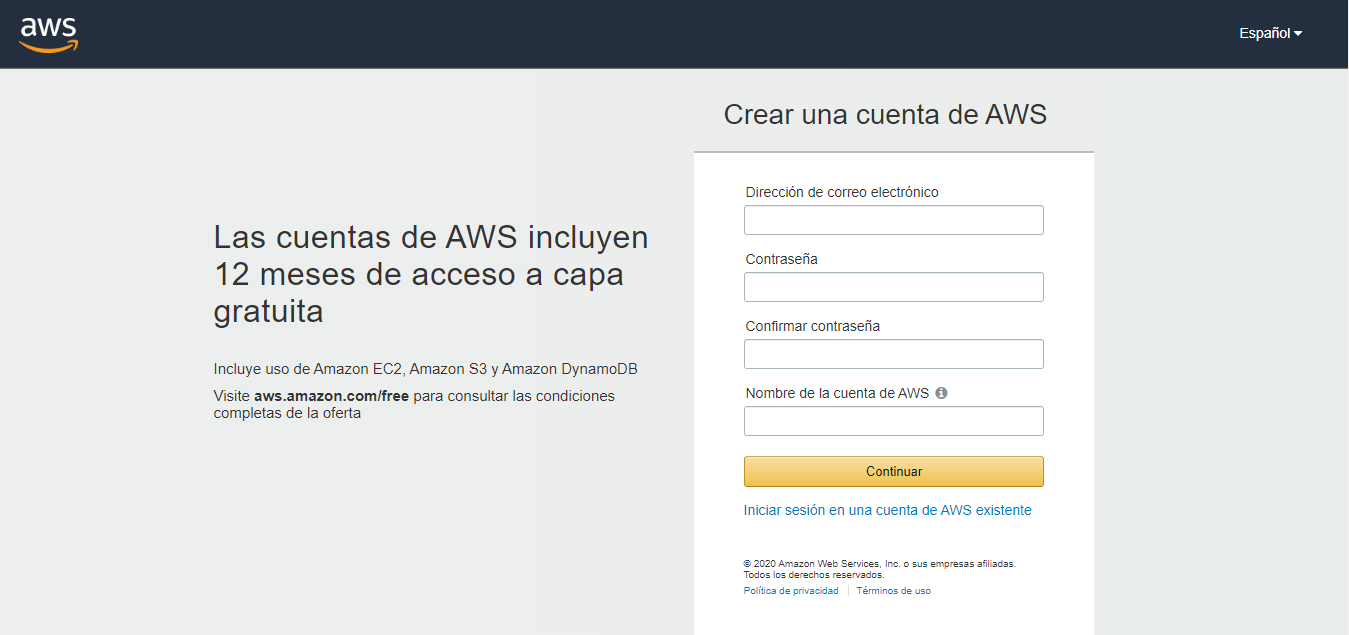 aws
Español
Crear una cuenta de AWS
Las cuentas de AWS incluyen
12 meses de acceso a capa
gratuita
Incluye uso de Amazon EC2, Amazon S3 y Amazon DynamoDB
Visite aws.amazon.com/free para consultar las condiciones
completas de la oferta
Dirección de correo electrónico
Contraseña
Confirmar contraseña
Nombre de la cuenta de AWS
Continuar
Iniciar sesión en una cuenta de AWS existente
© 2020 Amazon Web Services, Inc. o sus empresas afiliadas.
Todos los derechos reservados.
Política de privacidad | Términos de uso